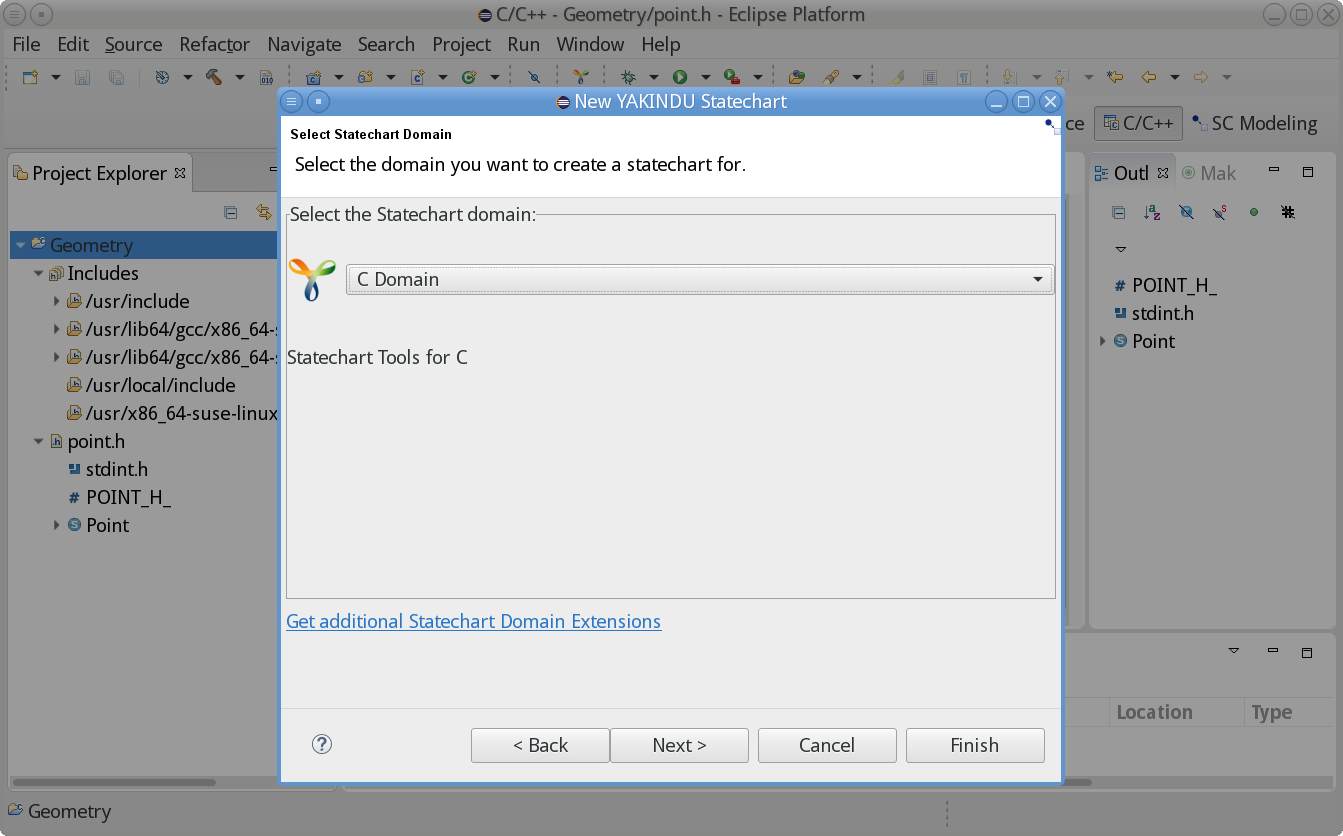 C/C++ - Geometry/point.h - Eclipse Platform
File Edit Source Refactor Navigate Search Project Run Window Help
New YAKINDU Statechart
C/C++ SC Modeling
Select Statechart Domain
Select the domain you want to create a statechart for.
Project Explorer
Outl Mak
Select the Statechart domain:
Geometry
Includes
/usr/include
/usr/lib64/gcc/x86_64-
/usr/lib64/gcc/x86_64-
/usr/local/include
/usr/x86_64-suse-linux
point.h
stdint.h
# POINT_H_
Point
C Domain
Statechart Tools for C
# POINT_H_
stdint.h
Point
Get additional Statechart Domain Extensions
Location Type
? < Back Next > Cancel Finish
Geometry